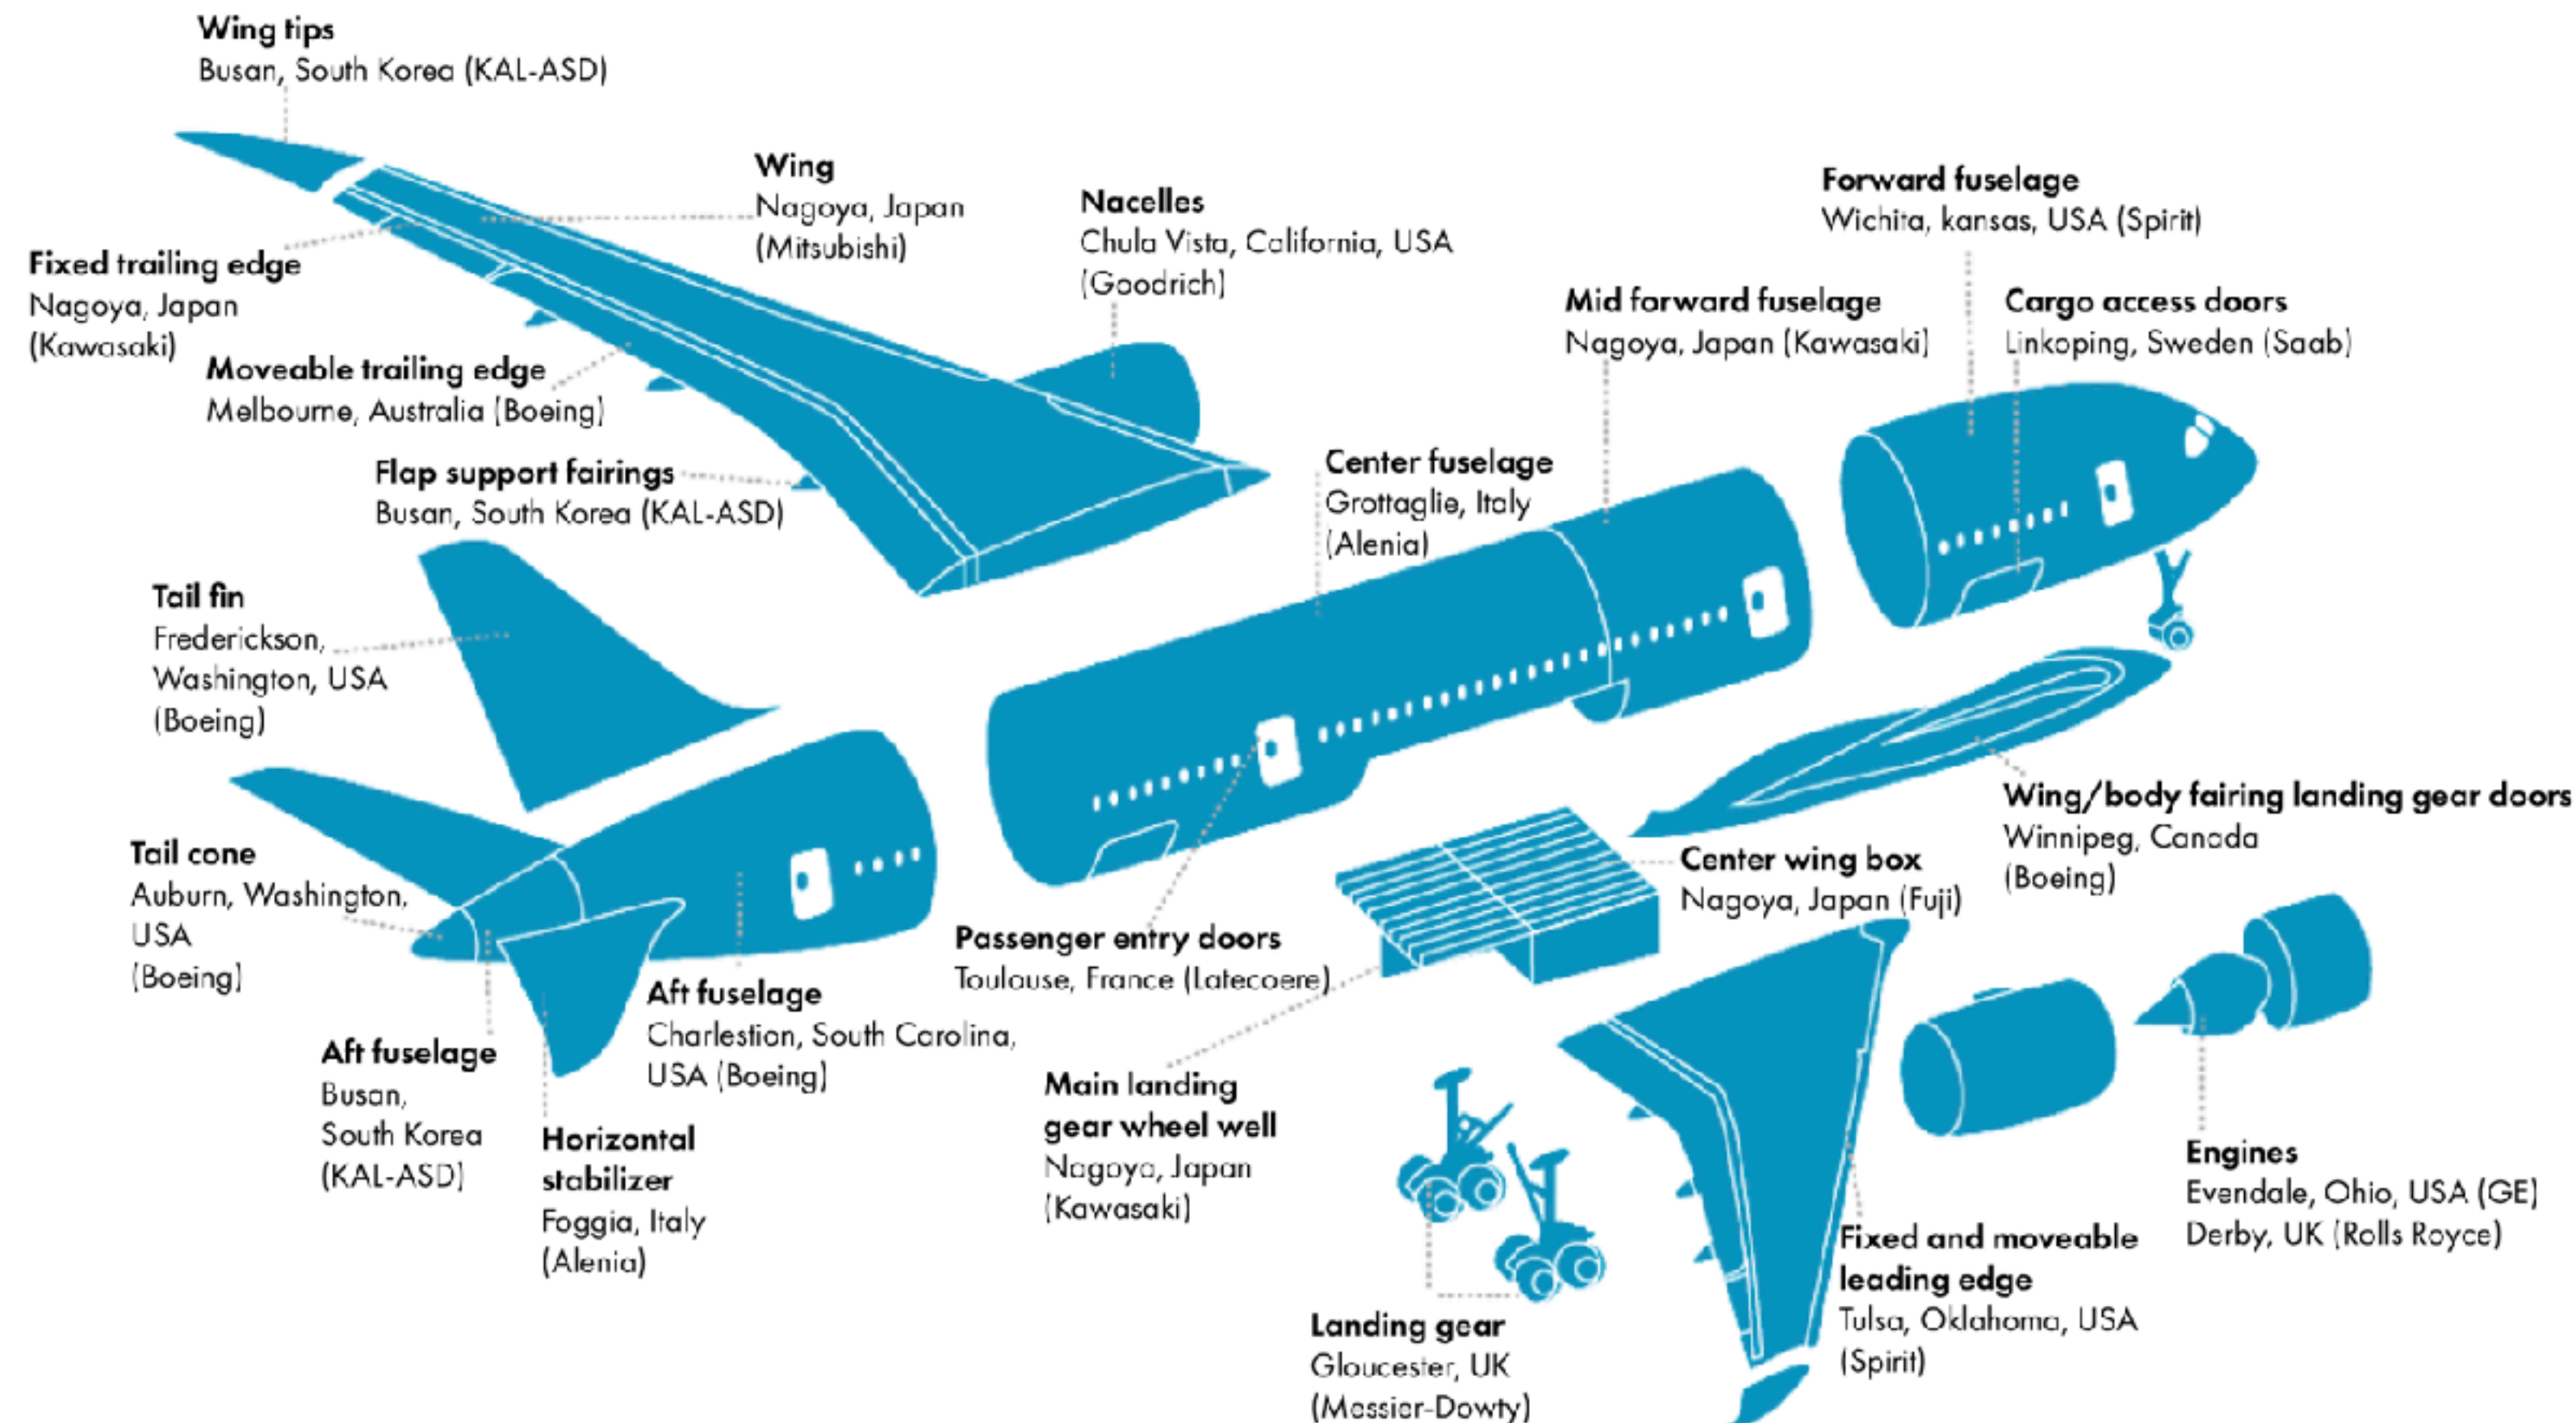 Wing tips
Busan, South Korea (KAL-ASD)
Wing
Nagoya, Japan
(Mitsubishi)
Nacelles
Chula Vista, California, USA
(Goodrich)
Forward fuselage
Wichita, kansas, USA (Spirit)
Fixed trailing edge
Nagoya, Japan
(Kawasaki)
Mid forward fuselage
Nagoya, Japan (Kawasaki)
Cargo access doors
Linkoping, Sweden (Saab)
Moveable trailing edge
Melbourne, Australia (Boeing)
Flap support fairings
Busan, South Korea (KAL-ASD)
Center fuselage
Grottaglie, Italy
(Alenia)
Tail fin
Frederickson,
Washington, USA
(Boeing)
Wing/body fairing landing gear doors
Winnipeg, Canada
(Boeing)
Tail cone
Auburn, Washington,
USA
(Boeing)
Center wing box
Nagoya, Japan (Fuji)
Passenger entry doors
Toulouse, France (Latecoere)
Aft fuselage
Charlestion, South Carolina,
USA (Boeing)
Aft fuselage
Busan,
South Korea
(KAL-ASD)
Horizontal
stabilizer
Foggia, Italy
(Alenia)
Main landing
gear wheel well
Nagoya, Japan
(Kawasaki)
Engines
Evendale, Ohio, USA (GE)
Derby, UK (Rolls Royce)
Fixed and moveable
leading edge
Tulsa, Oklahoma, USA
(Spirit)
Landing gear
Gloucester, UK
(Messier-Dowty)